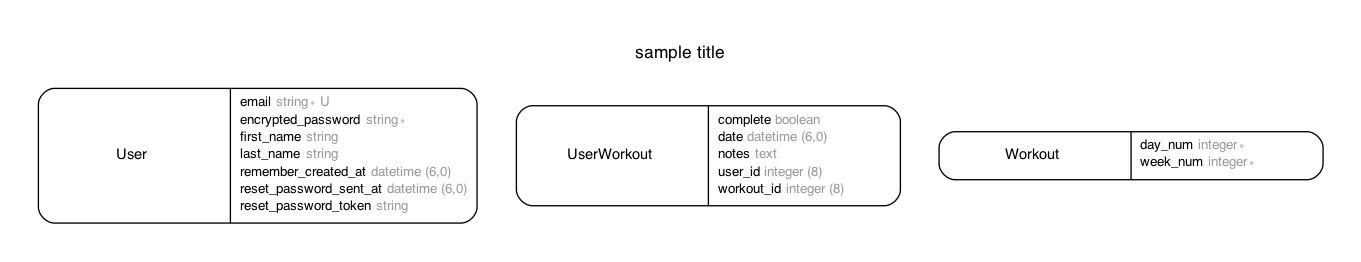 sample title
User
email string* U
encrypted_password string*
first_name string
last_name string
remember_created_at datetime (6,0)
reset_password_sent_at datetime (6,0)
reset_password_token string
UserWorkout
complete boolean
date datetime (6,0)
notes text
user_id integer (8)
workout_id integer (8)
Workout
day_num integer*
week_num integer*